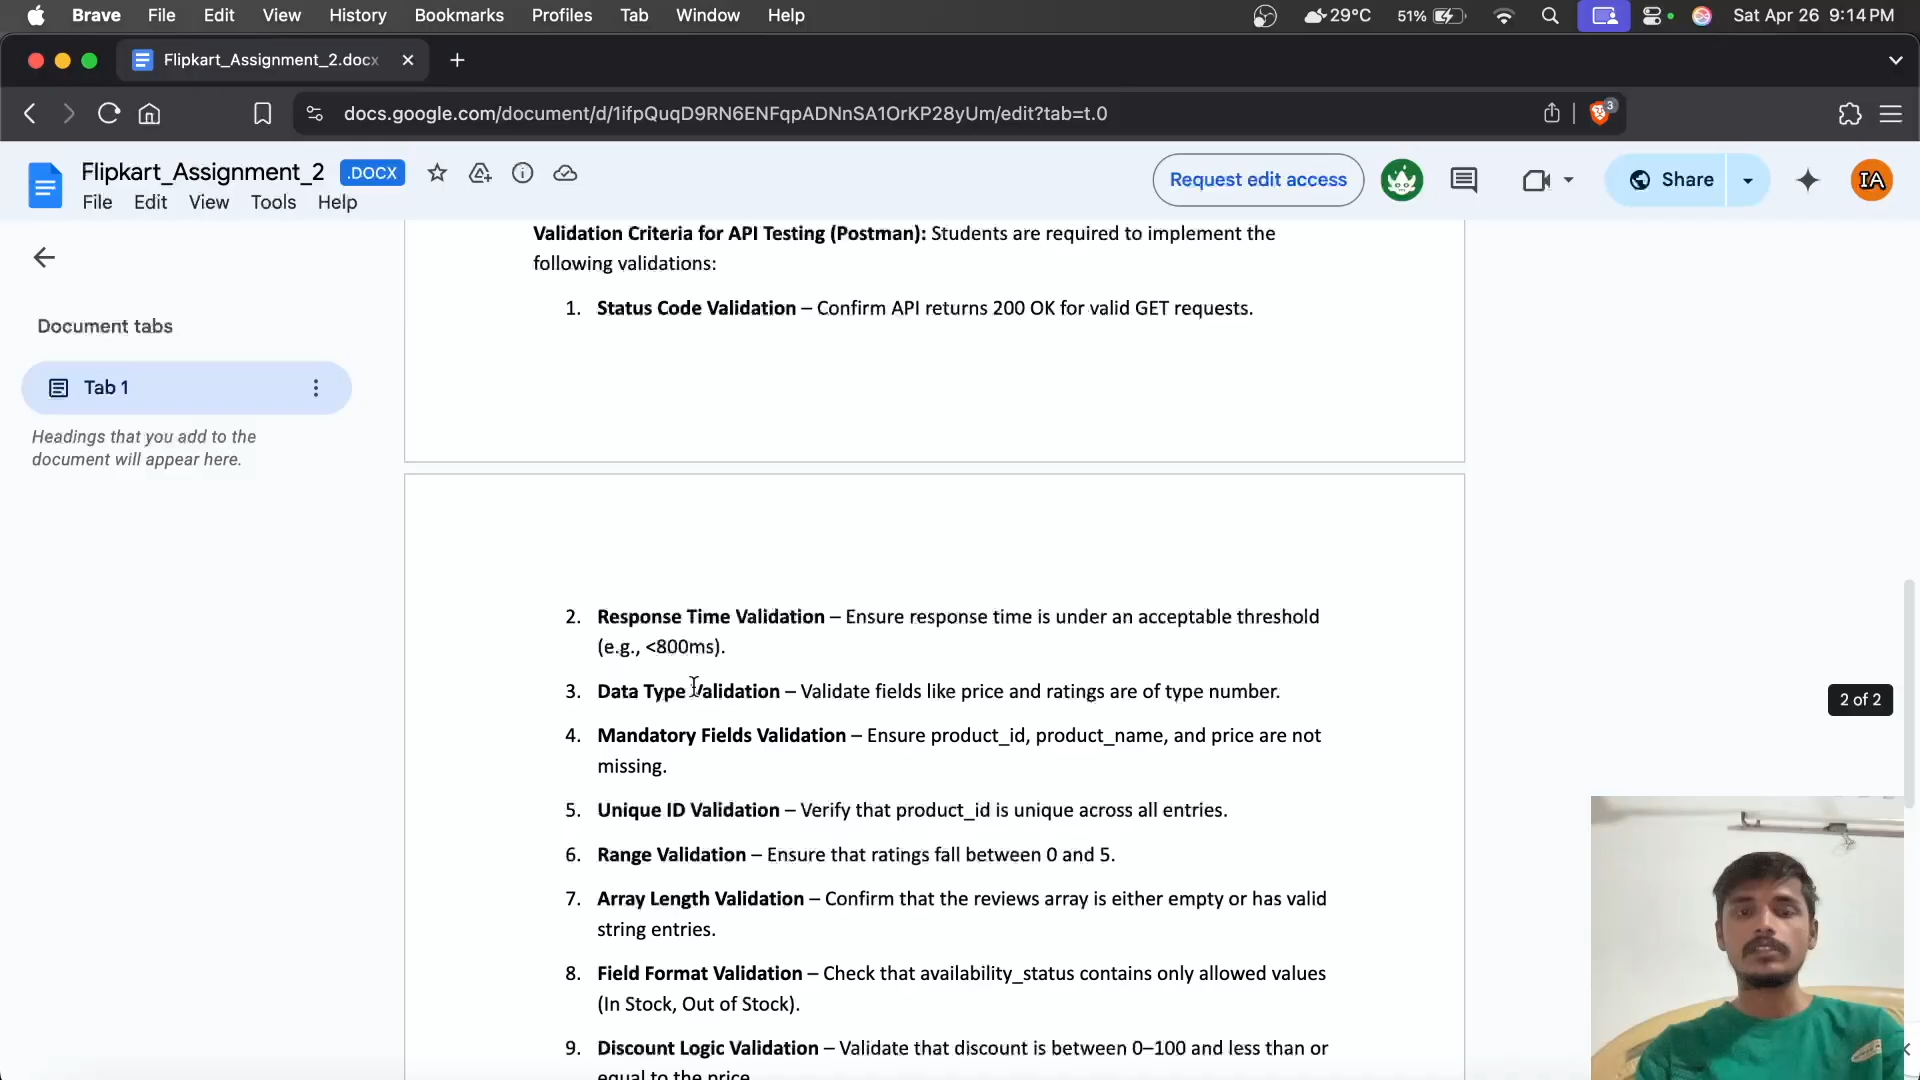 Brave File Edit View History Bookmarks Profiles Tab Window Help 29°C 51% Sat Apr 26 9:14 PM
Flipkart_Assignment_2.docx
docs.google.com/document/d/1ifpQuqD9RN6ENFqpADNnSA1OrKP28yUm/edit?tab=t.0 3
Flipkart_Assignment_2 .DOCX
File Edit View Tools Help
Request edit access
Share
IA
Document tabs
Tab 1
Headings that you add to the
document will appear here.
Validation Criteria for API Testing (Postman): Students are required to implement the
following validations:
1. Status Code Validation – Confirm API returns 200 OK for valid GET requests.
2. Response Time Validation – Ensure response time is under an acceptable threshold
(e.g., <800ms).
3. Data Type Validation – Validate fields like price and ratings are of type number.
4. Mandatory Fields Validation – Ensure product_id, product_name, and price are not
missing.
5. Unique ID Validation – Verify that product_id is unique across all entries.
6. Range Validation – Ensure that ratings fall between 0 and 5.
7. Array Length Validation – Confirm that the reviews array is either empty or has valid
string entries.
8. Field Format Validation – Check that availability_status contains only allowed values
(In Stock, Out of Stock).
9. Discount Logic Validation – Validate that discount is between 0–100 and less than or
equal to the price
2 of 2